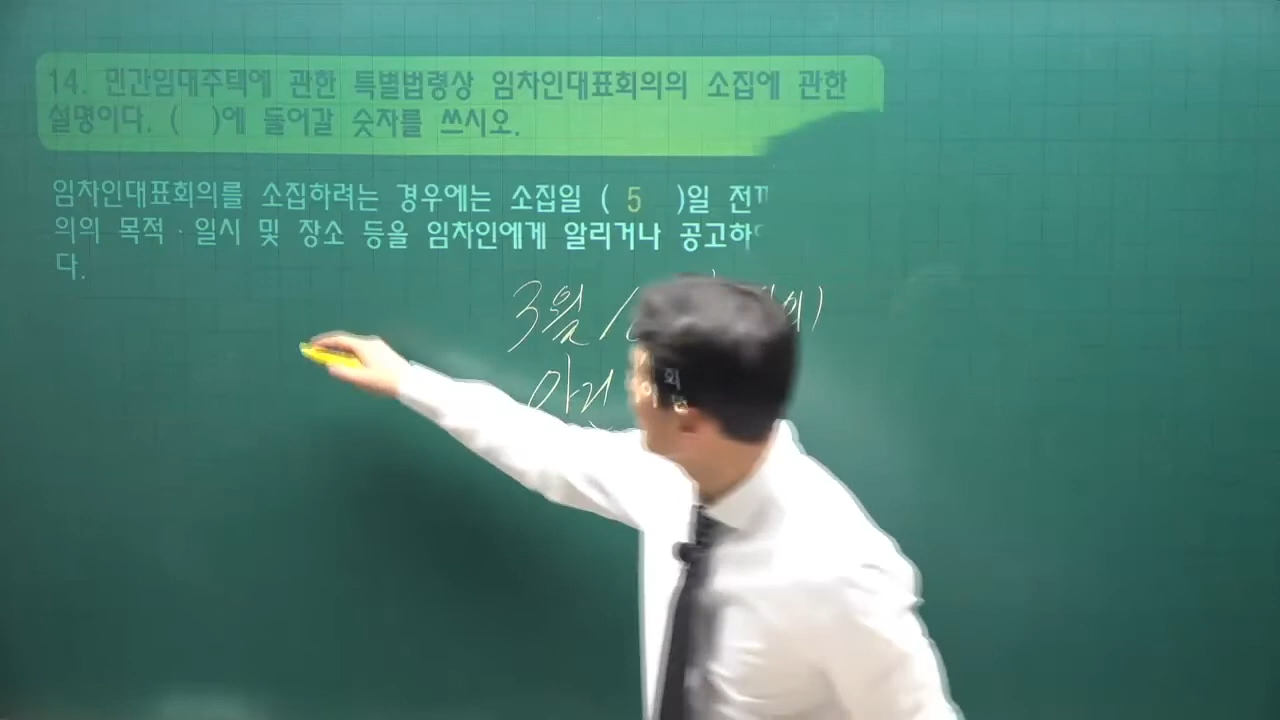 14. 민간임대주택에 관한 특별법령상 임차인대표회의의 소집에 관한
설명이다. ( )에 들어갈 숫자를 쓰시오.
임차인대표회의를 소집하려는 경우에는 소집일 ( 5 )일 전
의의 목적·일시 및 장소 등을 임차인에게 알리거나 공고하
다.
3월